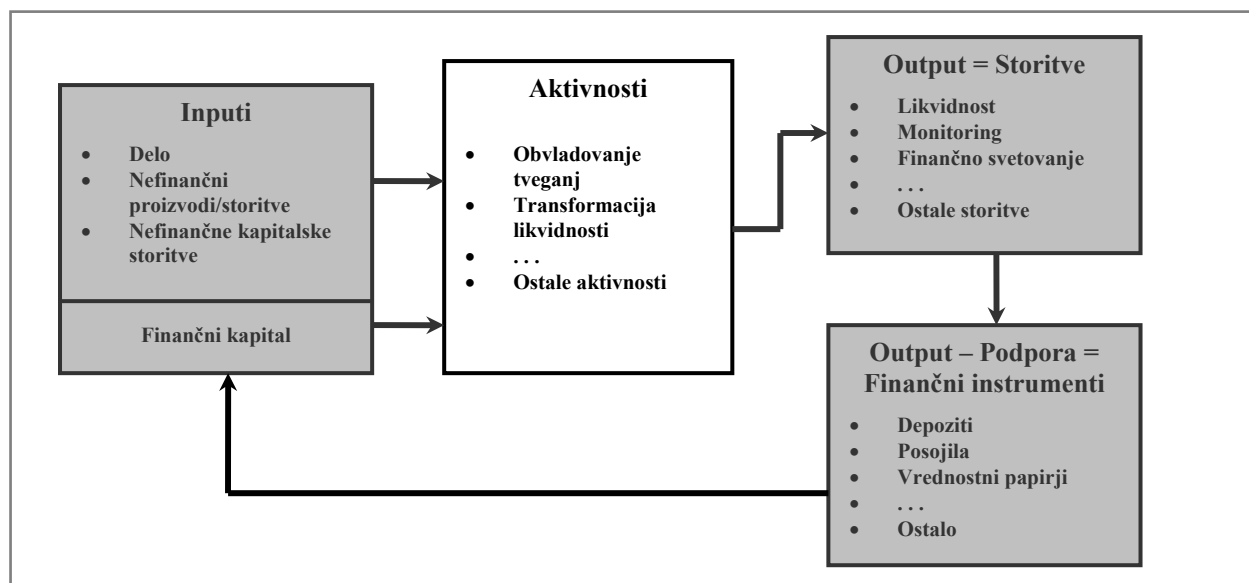 Inputi
• Delo
• Nefinančni
proizvodi/storitve
• Nefinančne kapitalske
storitve
Finančni kapital
Aktivnosti
• Obvladovanje
tveganj
• Transformacija
likvidnosti
• . . .
• Ostale aktivnosti
Output = Storitve
• Likvidnost
• Monitoring
• Finančno svetovanje
• . . .
• Ostale storitve
Output – Podpora =
Finančni instrumenti
• Depoziti
• Posojila
• Vrednostni papirji
• . . .
• Ostalo